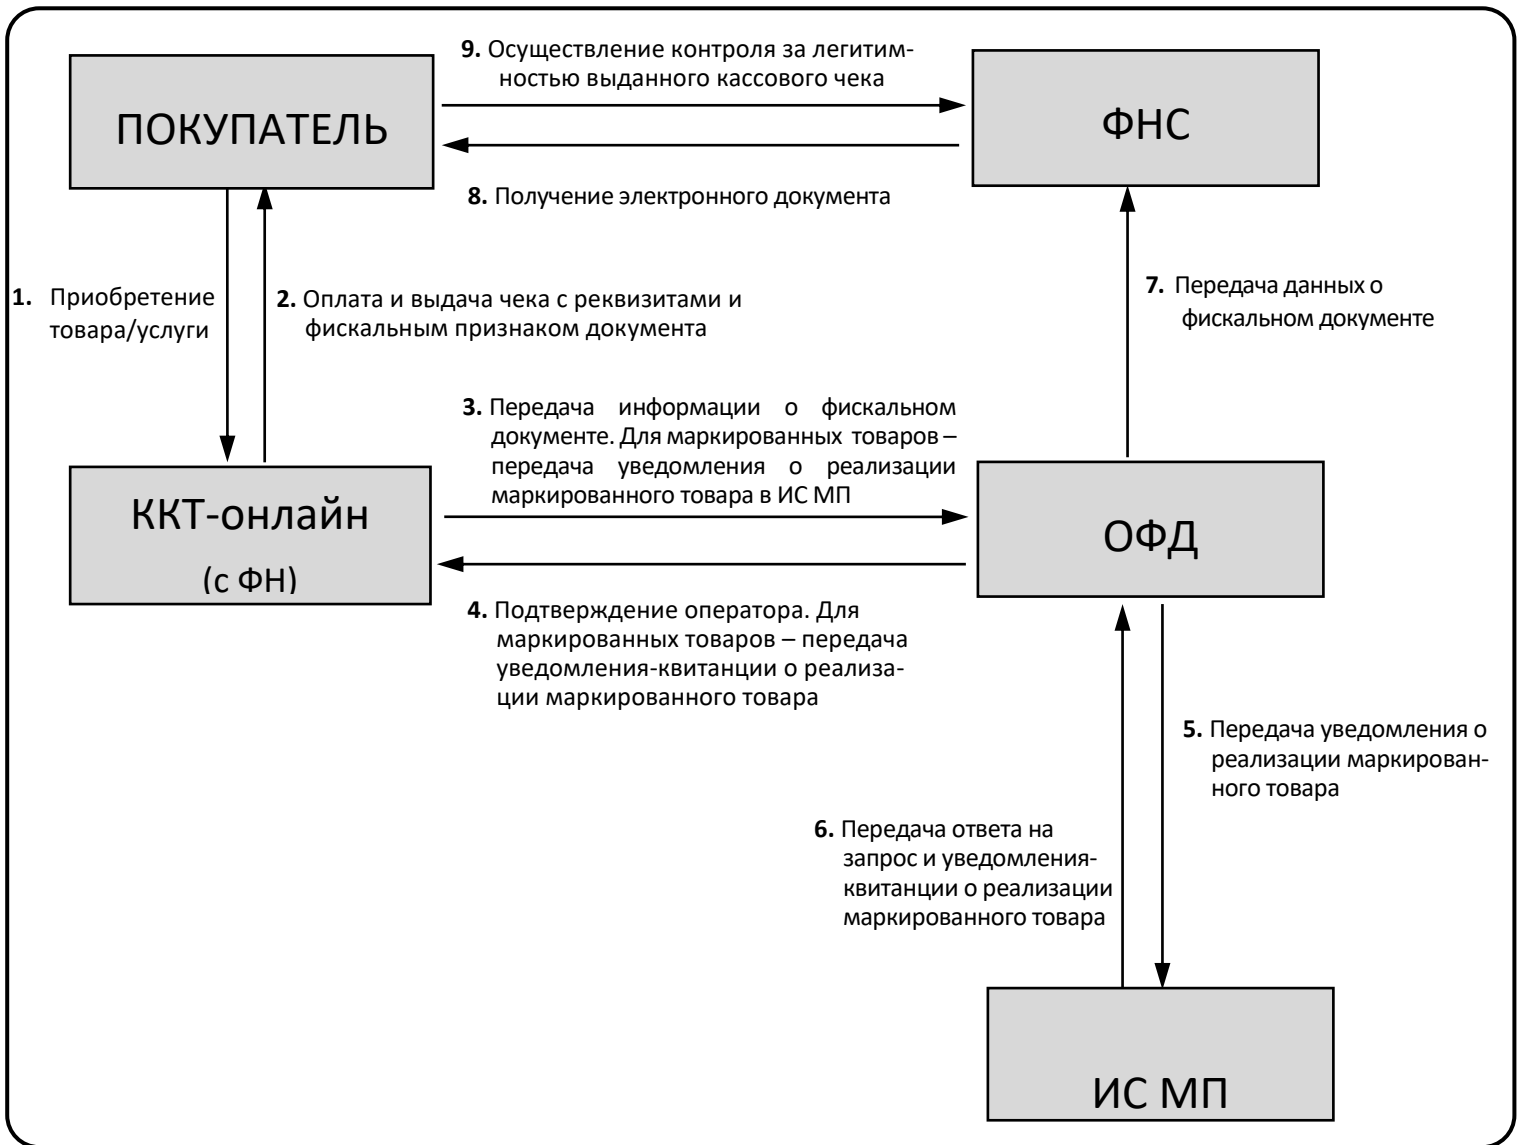 9. Осуществление контроля за легитим-
ностью выданного кассового чека
ПОКУПАТЕЛЬ
ФНС
8. Получение электронного документа
1. Приобретение
товара/услуги
2. Оплата и выдача чека с реквизитами и
фискальным признаком документа
7. Передача данных о
фискальном документе
3. Передача информации о фискальном
документе. Для маркированных товаров –
передача уведомления о реализации
маркированного товара в ИС МП
ККТ-онлайн
(с ФН)
ОФД
4. Подтверждение оператора. Для
маркированных товаров – передача
уведомления-квитанции о реализа-
ции маркированного товара
5. Передача уведомления о
реализации маркирован-
ного товара
6. Передача ответа на
запрос и уведомления-
квитанции о реализации
маркированного товара
ИС МП